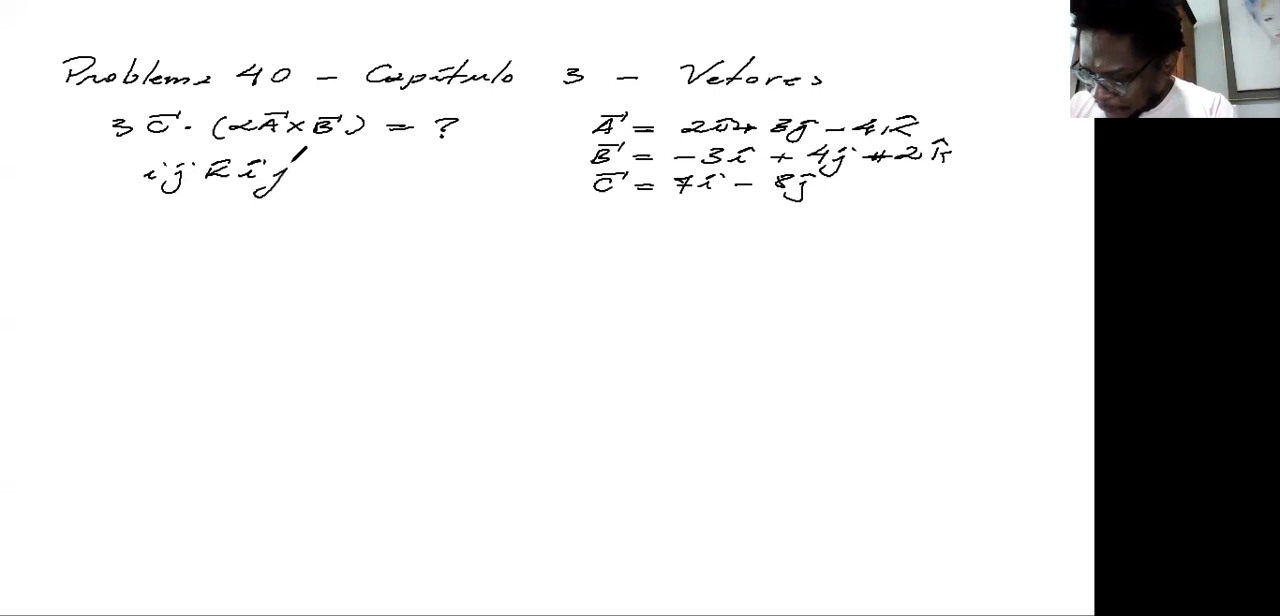 Problema 40 - Capítulo 3 - Vetores
3 C⃗ · (2A⃗ × B⃗) = ?
A⃗ = 2î + 3ĵ - 4k̂
B⃗ = -3î + 4ĵ + 2k̂
C⃗ = 7î - 8ĵ
î ĵ k̂ î ĵ